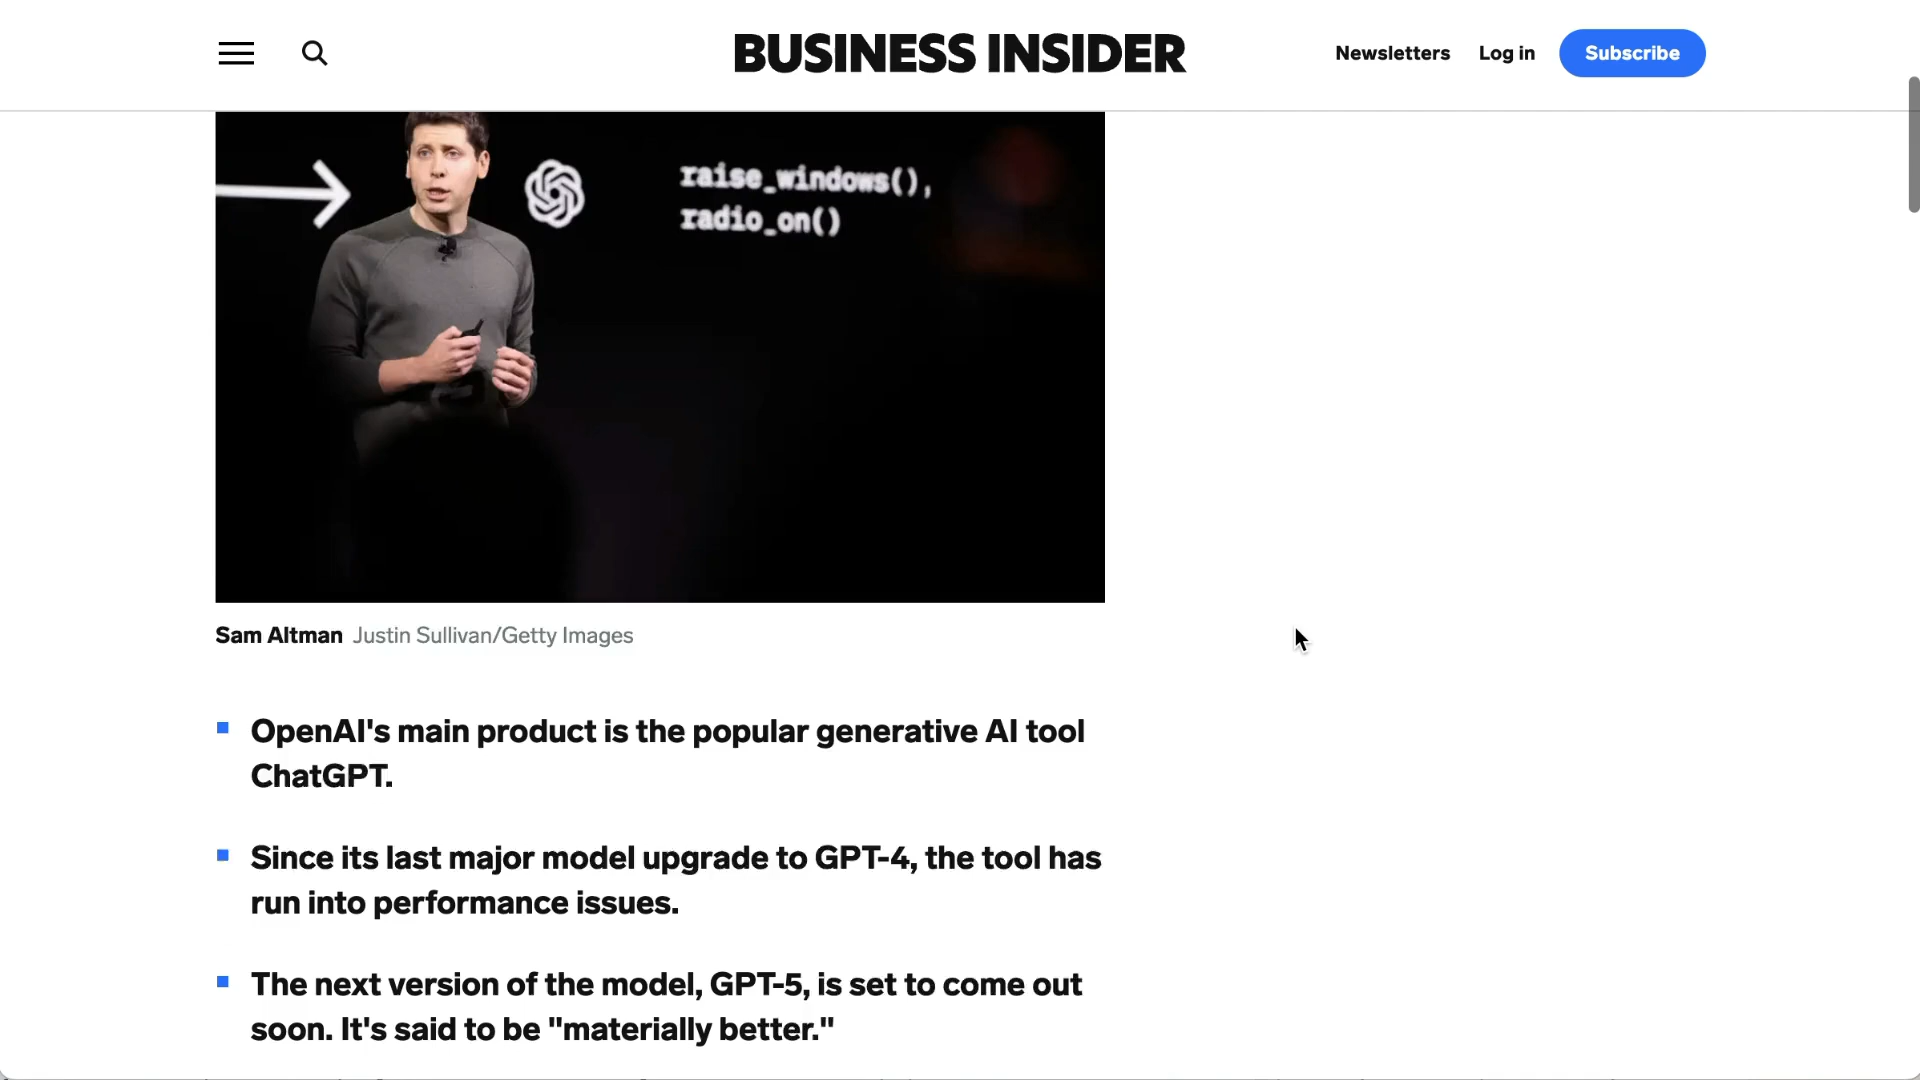 BUSINESS INSIDER
Newsletters Log in Subscribe
raise_windows(),
radio_on()
Sam Altman Justin Sullivan/Getty Images
OpenAI's main product is the popular generative AI tool
ChatGPT.
Since its last major model upgrade to GPT-4, the tool has
run into performance issues.
The next version of the model, GPT-5, is set to come out
soon. It's said to be "materially better."